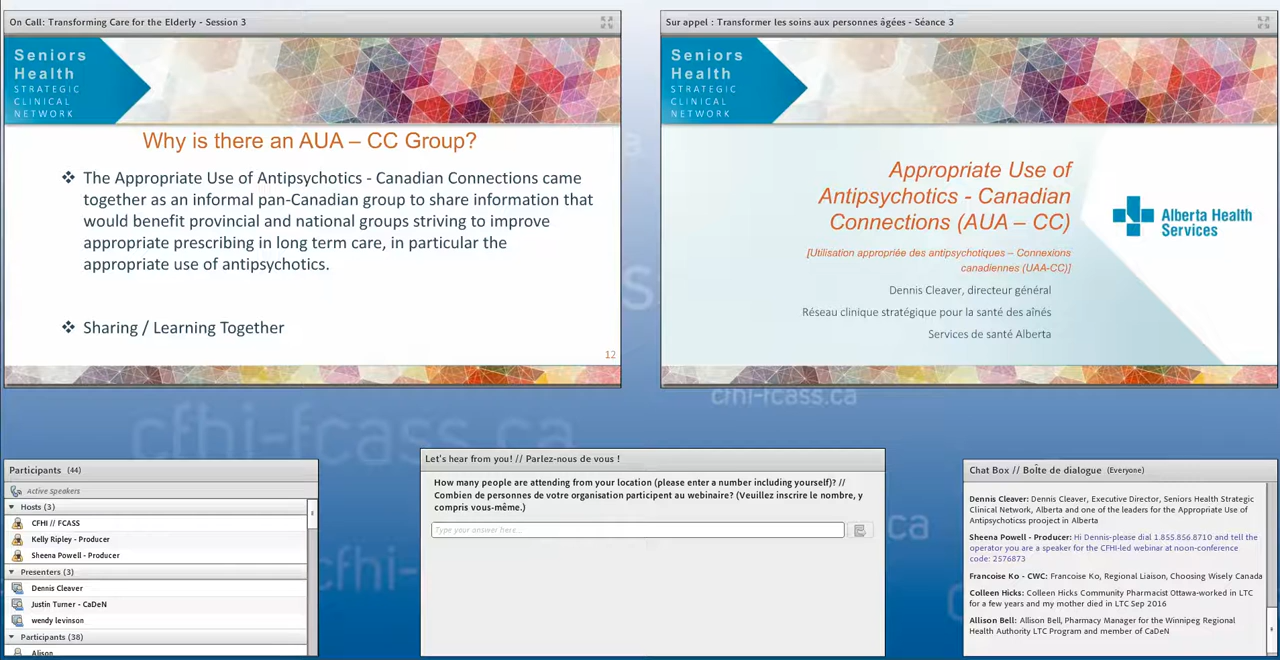 On Call: Transforming Care for the Elderly - Session 3
Seniors
Health
STRATEGIC
CLINICAL
NETWORK
Why is there an AUA – CC Group?
❖ The Appropriate Use of Antipsychotics - Canadian Connections came
together as an informal pan-Canadian group to share information that
would benefit provincial and national groups striving to improve
appropriate prescribing in long term care, in particular the
appropriate use of antipsychotics.
❖ Sharing / Learning Together
12
Sur appel : Transformer les soins aux personnes âgées - Séance 3
Seniors
Health
STRATEGIC
CLINICAL
NETWORK
Appropriate Use of
Antipsychotics - Canadian
Connections (AUA – CC)
[Utilisation appropriée des antipsychotiques – Connexions
canadiennes (UAA-CC)]
Dennis Cleaver, directeur général
Réseau clinique stratégique pour la santé des aînés
Services de santé Alberta
Alberta Health
Services
cfhi-fcass.ca
cfhi-fcass.ca
cfhi-
ca
Participants (44)
Active Speakers
Hosts (3)
CFHI // FCASS
Kelly Ripley - Producer
Sheena Powell - Producer
Presenters (3)
Dennis Cleaver
Justin Turner - CaDeN
wendy levinson
Participants (38)
Alison
Let's hear from you! // Parlez-nous de vous !
How many people are attending from your location (please enter a number including yourself)? //
Combien de personnes de votre organisation participent au webinaire? (Veuillez inscrire le nombre, y
compris vous-même.)
Type your answer here...
Chat Box // Boîte de dialogue (Everyone)
Dennis Cleaver: Dennis Cleaver, Executive Director, Seniors Health Strategic
Clinical Network, Alberta and one of the leaders for the Appropriate Use of
Antipsychotics prooject in Alberta
Sheena Powell - Producer: Hi Dennis-please dial 1.855.856.8710 and tell the
operator you are a speaker for the CFHI-led webinar at noon-conference
code: 2576873
Francoise Ko - CWC: Francoise Ko, Regional Liaison, Choosing Wisely Canada
Colleen Hicks: Colleen Hicks Community Pharmacist Ottawa-worked in LTC
for a few years and my mother died in LTC Sep 2016
Allison Bell: Allison Bell, Pharmacy Manager for the Winnipeg Regional
Health Authority LTC Program and member of CaDeN